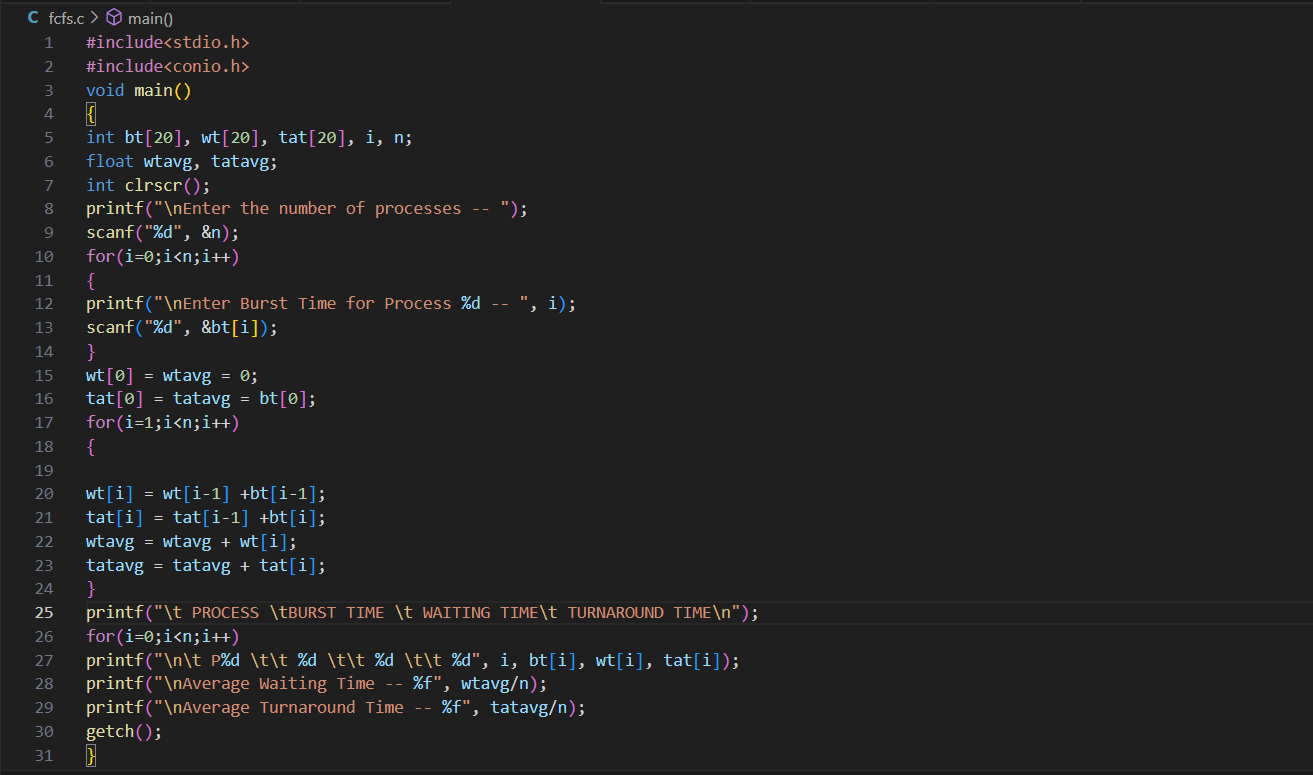 C fcfs.c > main()
1 #include<stdio.h>
2 #include<conio.h>
3 void main()
4 {
5 int bt[20], wt[20], tat[20], i, n;
6 float wtavg, tatavg;
7 int clrscr();
8 printf("\nEnter the number of processes -- ");
9 scanf("%d", &n);
10 for(i=0;i<n;i++)
11 {
12 printf("\nEnter Burst Time for Process %d -- ", i);
13 scanf("%d", &bt[i]);
14 }
15 wt[0] = wtavg = 0;
16 tat[0] = tatavg = bt[0];
17 for(i=1;i<n;i++)
18 {
19
20 wt[i] = wt[i-1] +bt[i-1];
21 tat[i] = tat[i-1] +bt[i];
22 wtavg = wtavg + wt[i];
23 tatavg = tatavg + tat[i];
24 }
25 printf("\t PROCESS \tBURST TIME \t WAITING TIME\t TURNAROUND TIME\n");
26 for(i=0;i<n;i++)
27 printf("\n\t P%d \t\t %d \t\t %d \t\t %d", i, bt[i], wt[i], tat[i]);
28 printf("\nAverage Waiting Time -- %f", wtavg/n);
29 printf("\nAverage Turnaround Time -- %f", tatavg/n);
30 getch();
31 }